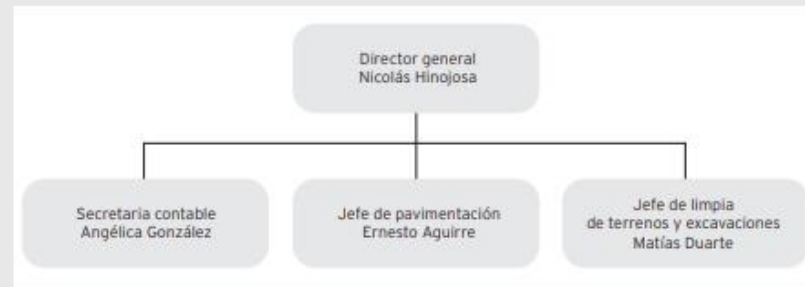 Director general
Nicolás Hinojosa
Secretaria contable
Angélica González
Jefe de pavimentación
Ernesto Aguirre
Jefe de limpia
de terrenos y excavaciones
Matías Duarte